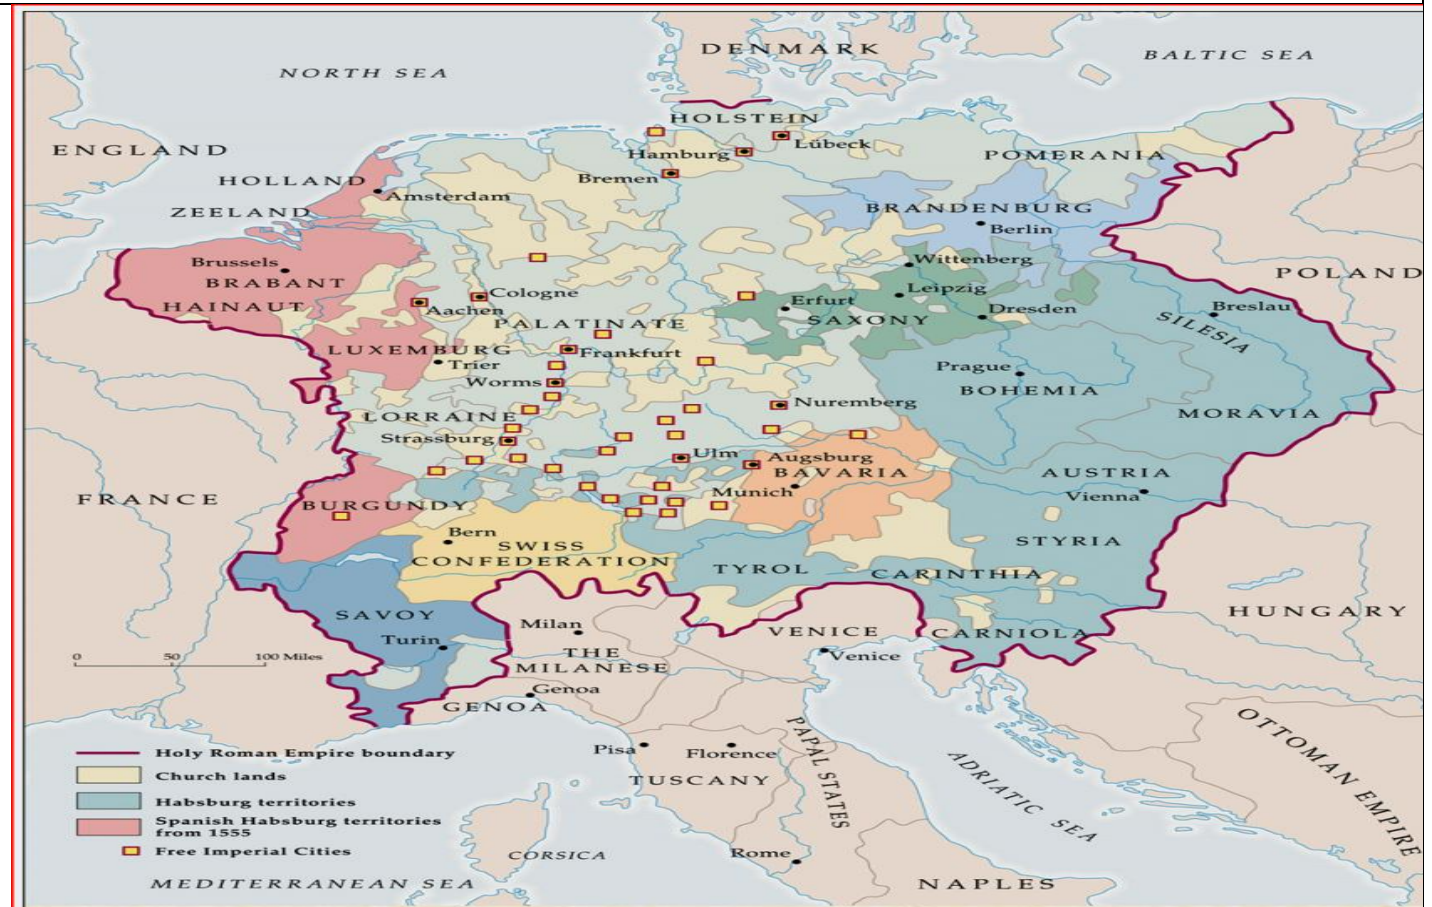 DENMARK
BALTIC SEA
NORTH SEA
HOLSTEIN
Lübeck
ENGLAND
Hamburg
POMERANIA
Bremen
HOLLAND
Amsterdam
ZEELAND
BRANDENBURG
Berlin
Brussels
Wittenberg
BRABANT
POLAND
HAINAUT
Aachen
Cologne
Leipzig
Erfurt
SAXONY
Dresden
Breslau
SILESIA
PALATINATE
LUXEMBURG
Trier
Frankfurt
Prague
BOHEMIA
Worms
Nuremberg
MORAVIA
LORRAINE
Strassburg
Ulm
Augsburg
BAVARIA
AUSTRIA
Munich
Vienna
FRANCE
BURGUNDY
Bern
SWISS
CONFEDERATION
STYRIA
TYROL
CARINTHIA
SAVOY
Milan
HUNGARY
Turin
THE
MILANESE
VENICE
Venice
CARNIOLA
0 50 100 Miles
Genoa
GENOA
OTTOMAN EMPIRE
Pisa
Florence
PAPAL STATES
TUSCANY
ADRIATIC SEA
Holy Roman Empire boundary
Church lands
Habsburg territories
Spanish Habsburg territories
from 1555
Free Imperial Cities
CORSICA
Rome
MEDITERRANEAN SEA
NAPLES